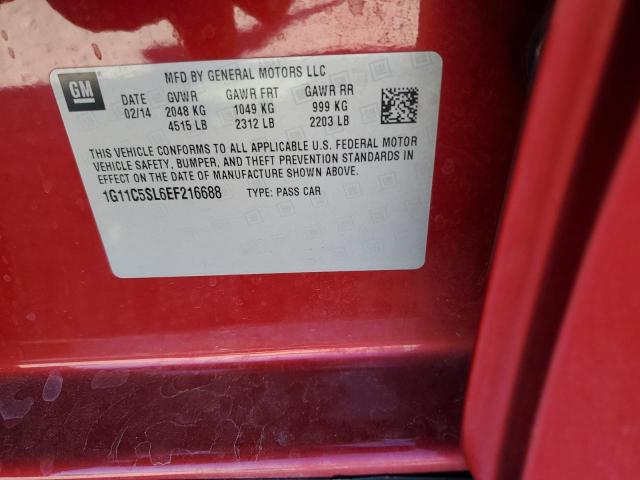 GM
MFD BY GENERAL MOTORS LLC
DATE GVWR GAWR FRT GAWR RR
02/14 2048 KG 1049 KG 999 KG
4515 LB 2312 LB 2203 LB
THIS VEHICLE CONFORMS TO ALL APPLICABLE U.S. FEDERAL MOTOR
VEHICLE SAFETY, BUMPER, AND THEFT PREVENTION STANDARDS IN
EFFECT ON THE DATE OF MANUFACTURE SHOWN ABOVE.
1G11C5SL6EF216688 TYPE: PASS CAR